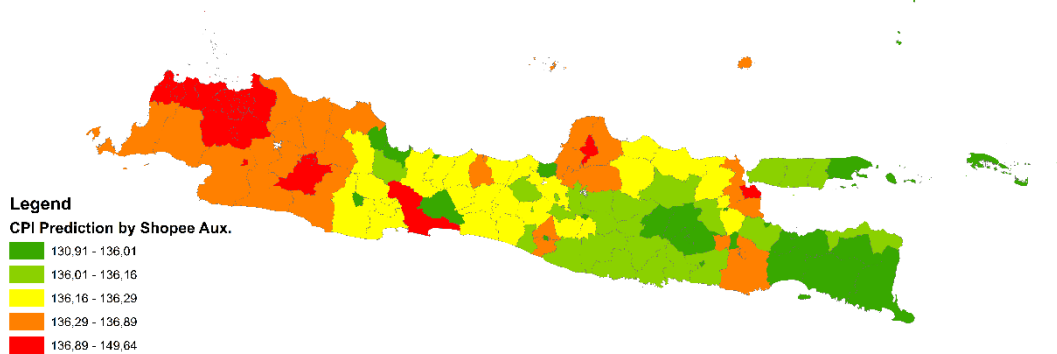 Legend
CPI Prediction by Shopee Aux.
130,91 - 136,01
136,01 - 136,16
136,16 - 136,29
136,29 - 136,89
136,89 - 149,64